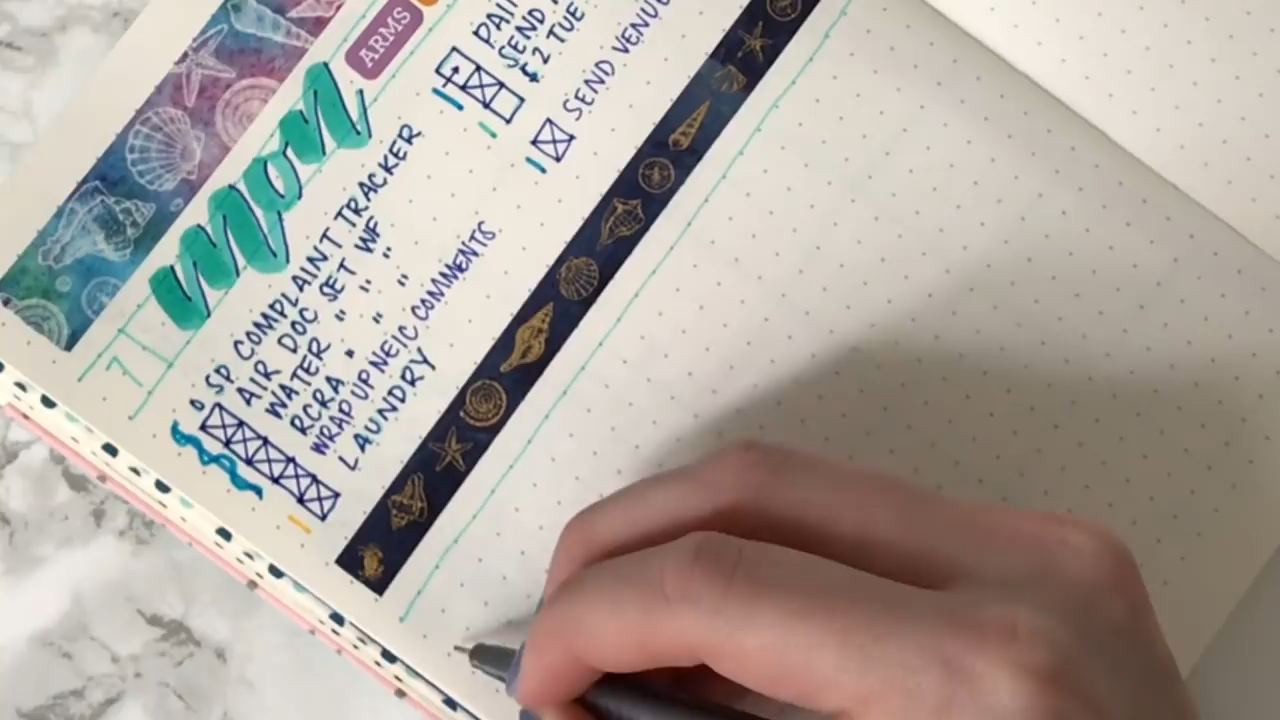 ARMS
mon
7
SP COMPLAINT TRACKER
AIR DOC SET WF
WATER " " "
RCRA " " "
WRAP UP NEIC COMMENTS
LAUNDRY
SEND
$2 TUE
SEND VENUE